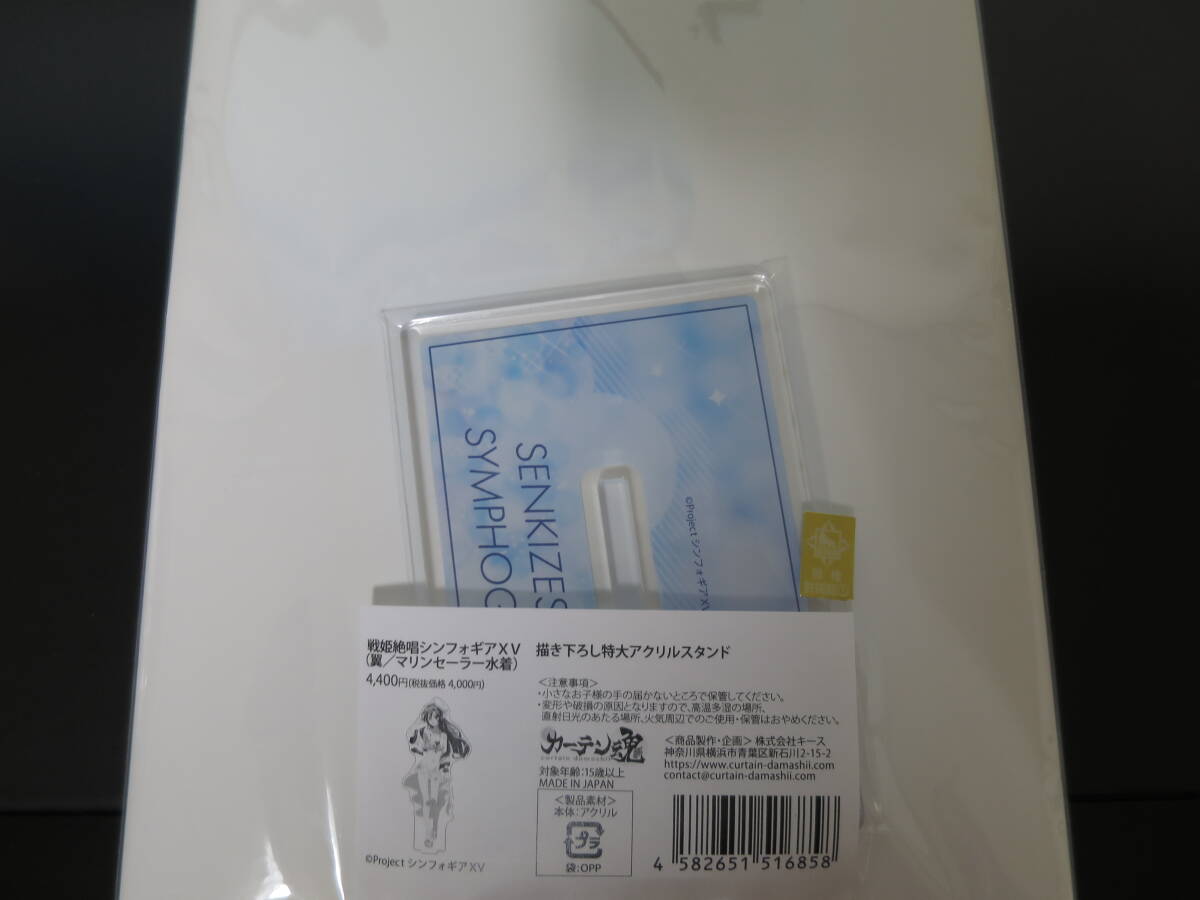 SENKIZES
SYMPHOG
©Project シンフォギアXV
戦姫絶唱シンフォギアXV 描き下ろし特大アクリルスタンド
(翼／マリンセーラー水着)
4,400円(税抜価格 4,000円)
©Project シンフォギアXV
＜注意事項＞
・小さなお子様の手の届かないところで保管してください。
・変形や破損の原因となりますので、高温多湿の場所、
直射日光のあたる場所、火気周辺でのご使用・保管はおやめください。
カーテン魂
curtain damashii
対象年齢：15歳以上
MADE IN JAPAN
＜商品製作・企画＞株式会社キース
神奈川県横浜市青葉区新石川2-15-2
https://www.curtain-damashii.com
contact@curtain-damashii.com
＜製品素材＞
本体：アクリル
プラ
袋：OPP
4 582651 516858